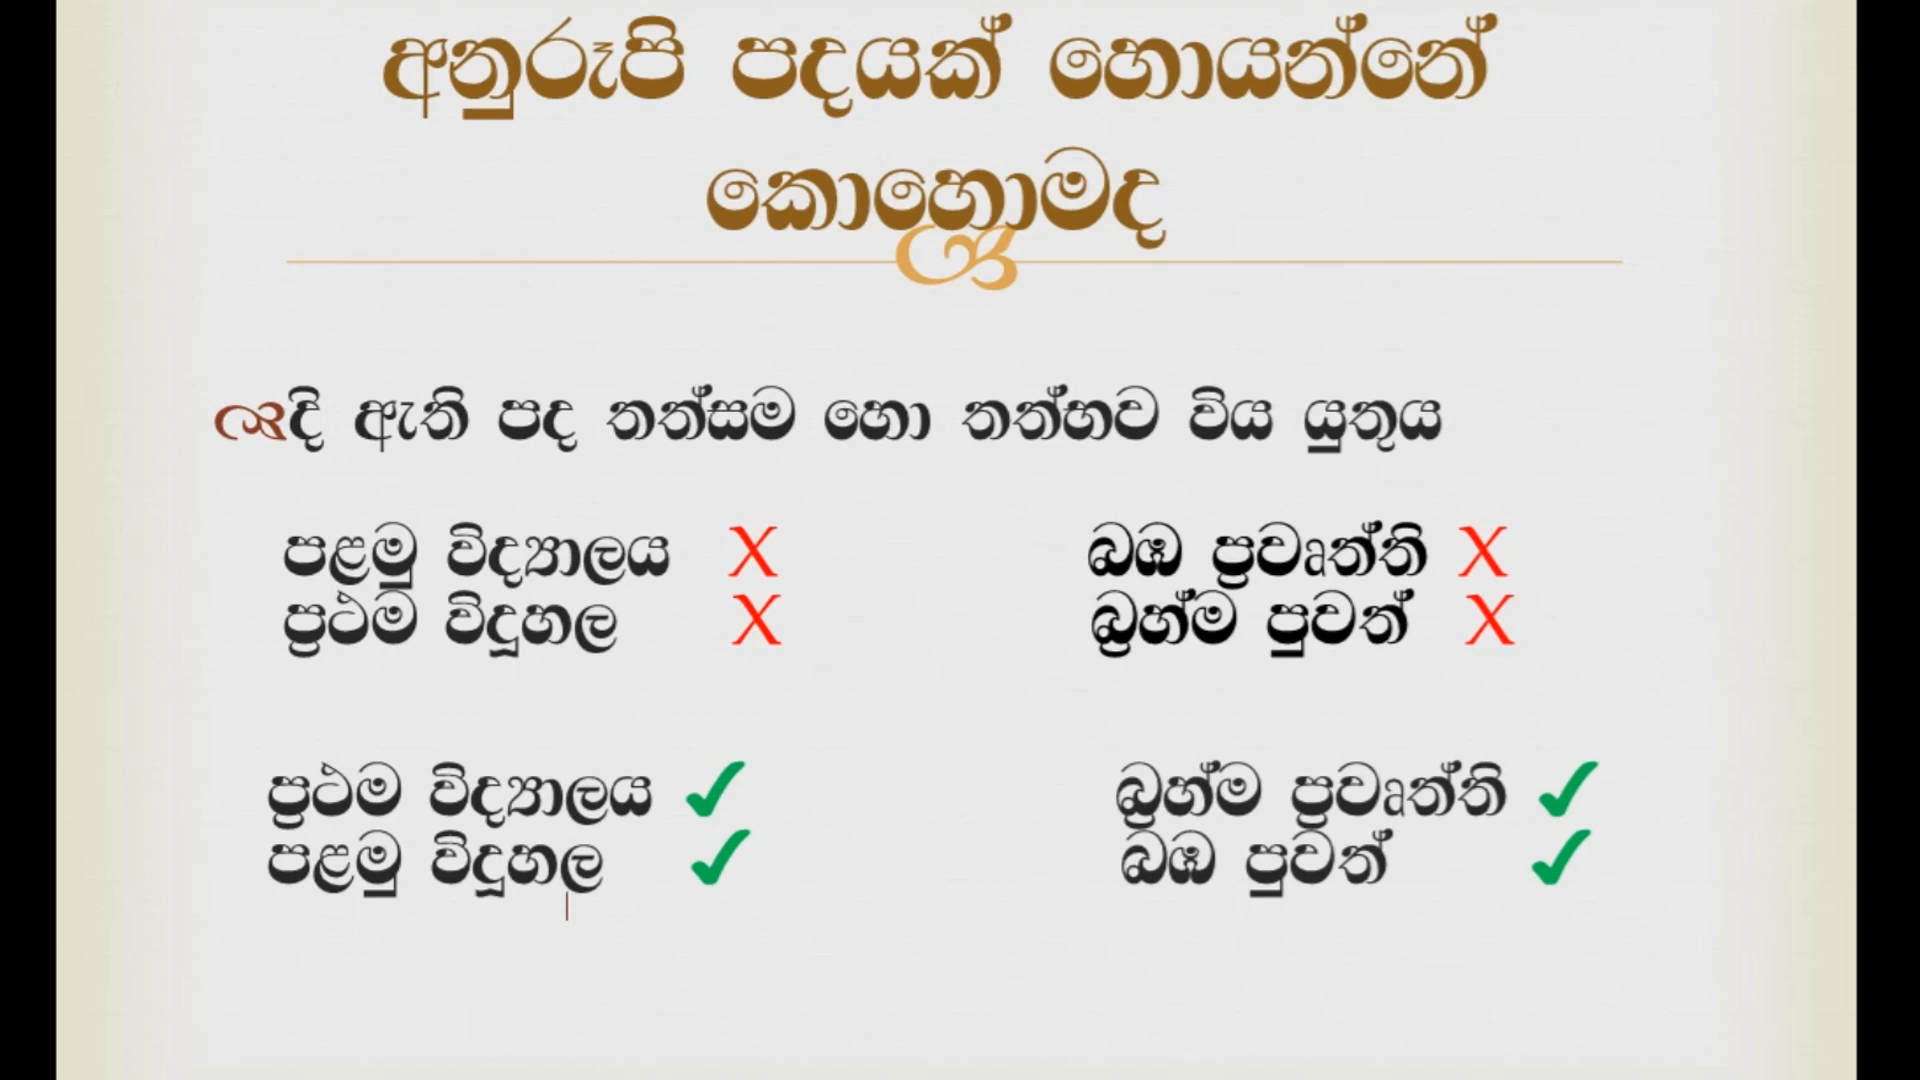 අනුරූපි පදයක් හොයන්නේ
කොහොමද
දි ඇති පද තත්සම හො තත්භව විය යුතුය
පළමු විද්‍යාලය X
ප්‍රථම විදුහල X
ප්‍රථම විද්‍යාලය ✓
පළමු විදුහල ✓
බඹ ප්‍රවෘත්ති X
බ්‍රහ්ම පුවත් X
බ්‍රහ්ම ප්‍රවෘත්ති ✓
බඹ පුවත් ✓